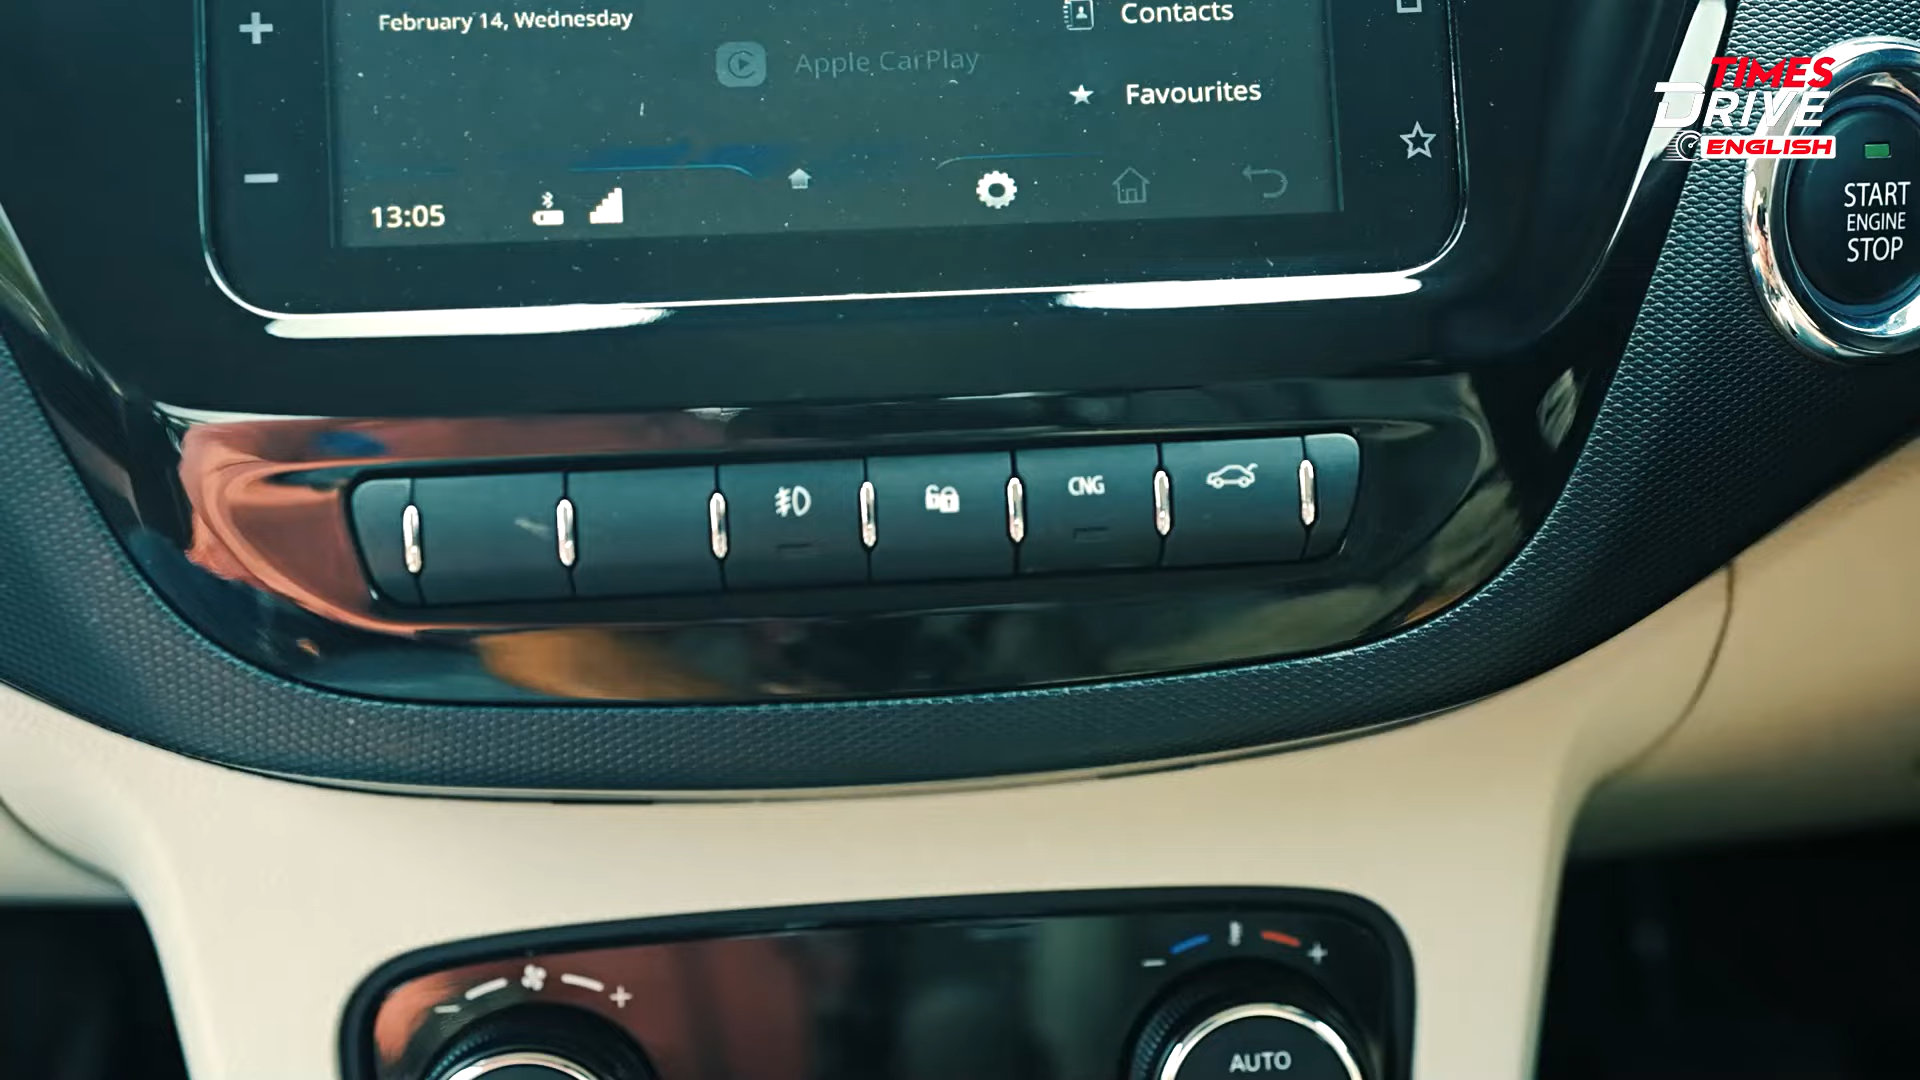 February 14, Wednesday
Contacts
Apple CarPlay
Favourites
13:05
TIMES
DRIVE
ENGLISH
START
ENGINE
STOP
CNG
AUTO